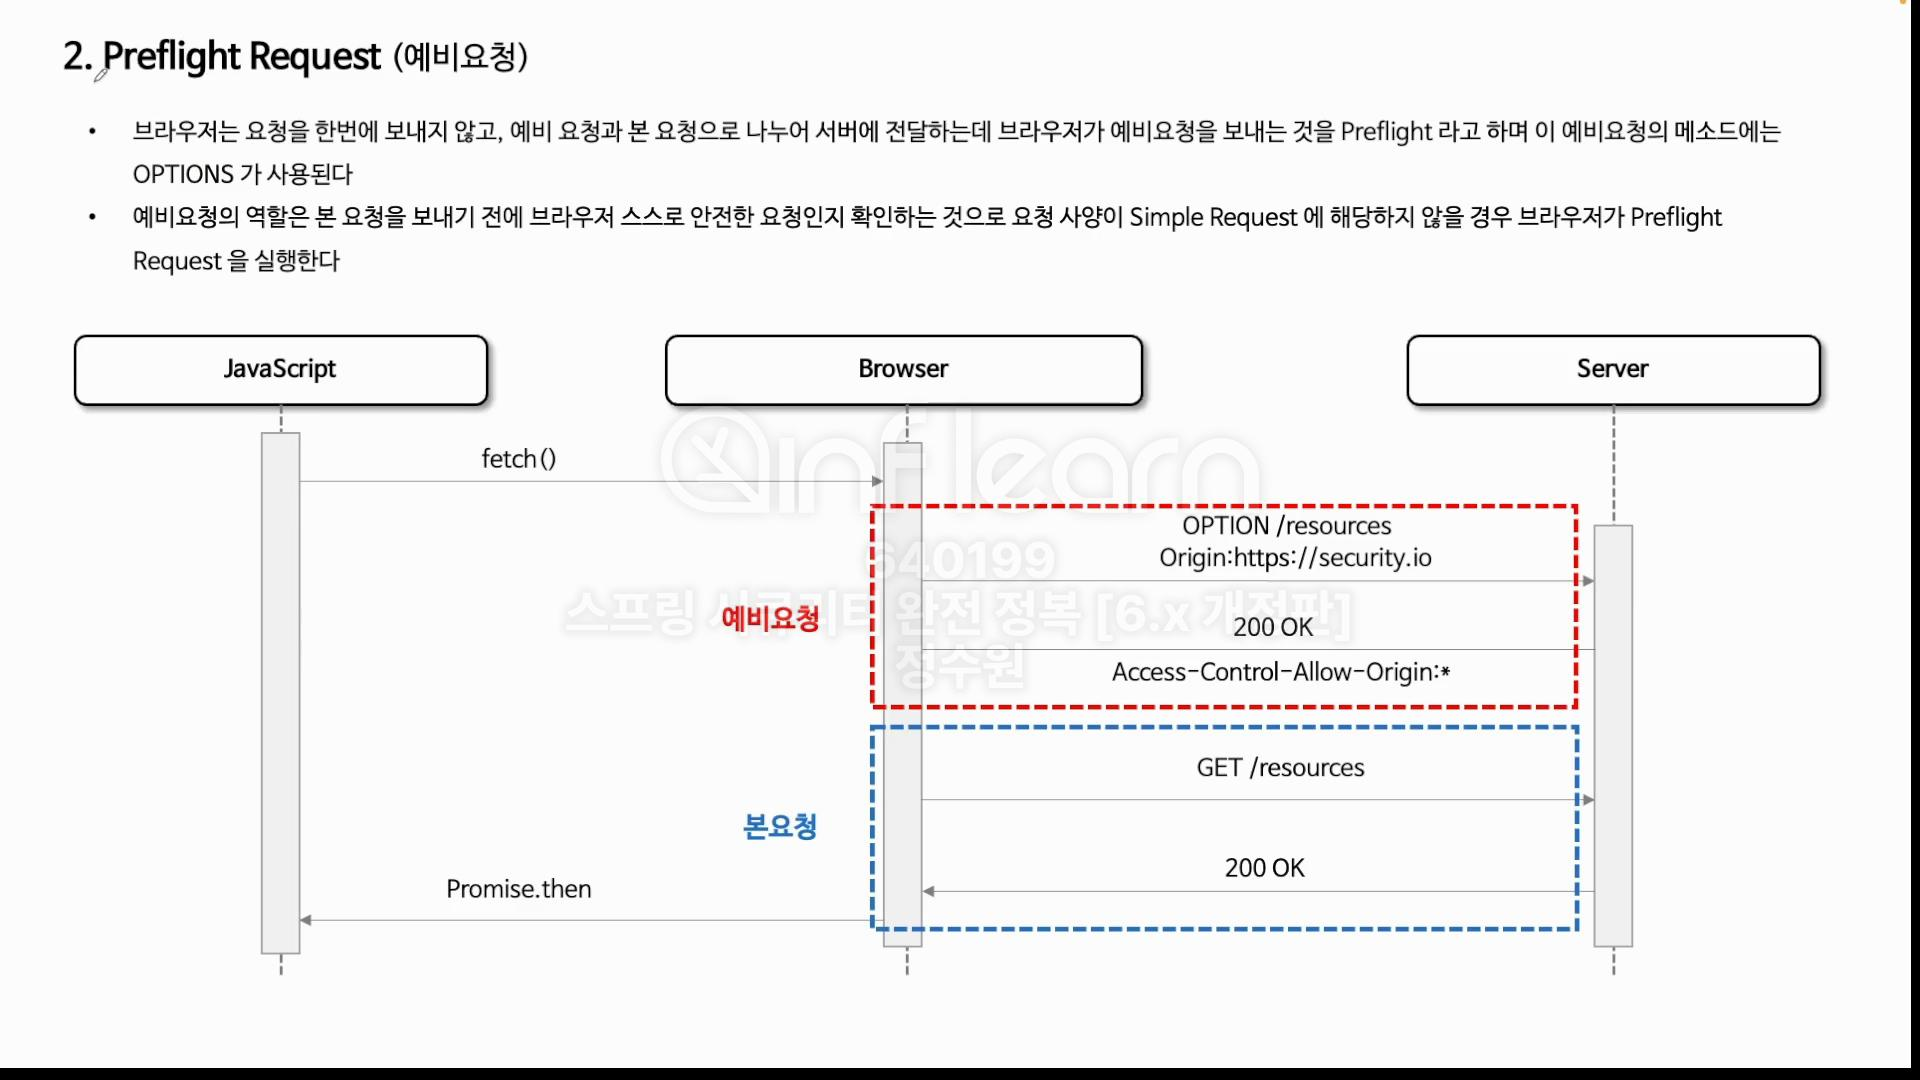 2. Preflight Request (예비요청)
• 브라우저는 요청을 한번에 보내지 않고, 예비 요청과 본 요청으로 나누어 서버에 전달하는데 브라우저가 예비요청을 보내는 것을 Preflight 라고 하며 이 예비요청의 메소드에는
OPTIONS 가 사용된다
• 예비요청의 역할은 본 요청을 보내기 전에 브라우저 스스로 안전한 요청인지 확인하는 것으로 요청 사양이 Simple Request 에 해당하지 않을 경우 브라우저가 Preflight
Request 을 실행한다
JavaScript
Browser
Server
fetch()
inflearn
OPTION /resources
Origin:https://security.io
640199
스프링 시큐리티 완전 정복 [6.x 개정판]
정수원
예비요청
200 OK
Access-Control-Allow-Origin:*
GET /resources
본요청
200 OK
Promise.then